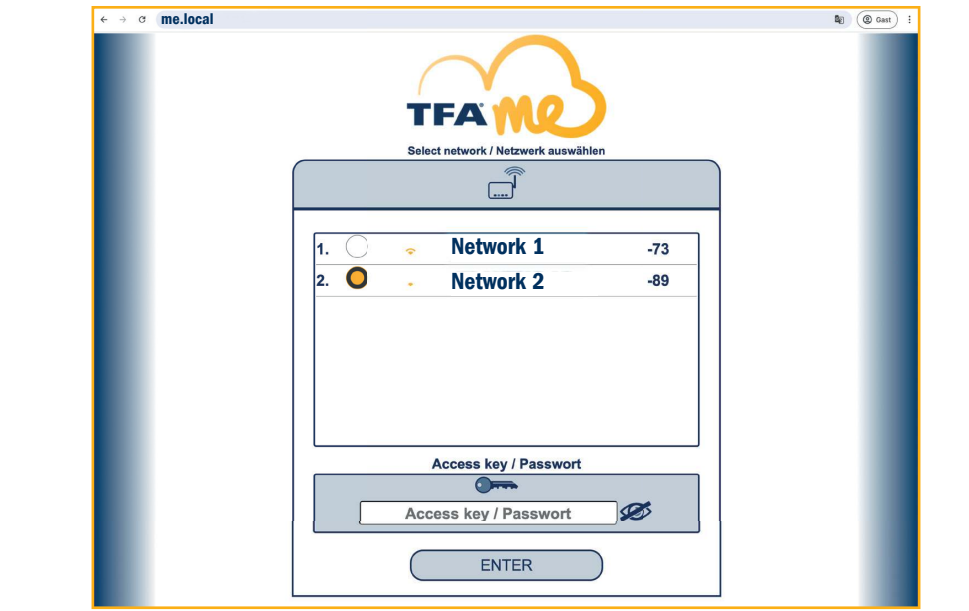 me.local
Gast
TFA me
Select network / Netzwerk auswählen
1. Network 1 -73
2. Network 2 -89
Access key / Passwort
Access key / Passwort
ENTER